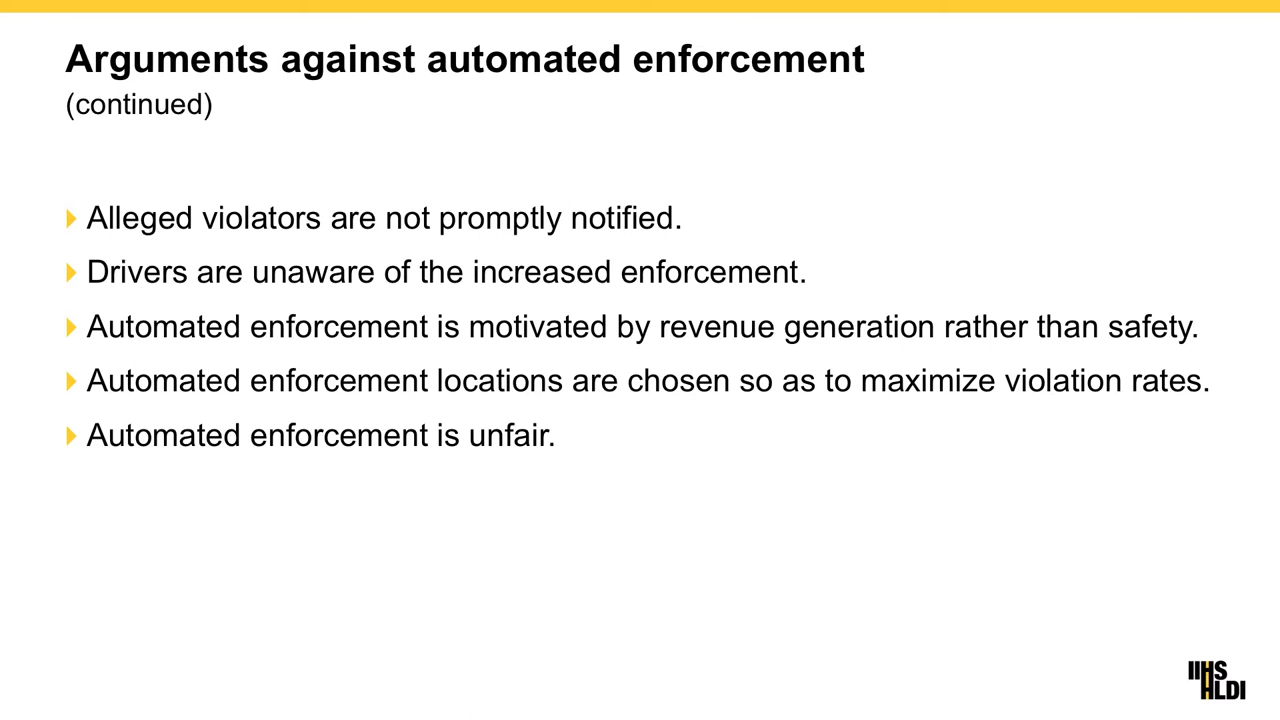 Arguments against automated enforcement
(continued)
Alleged violators are not promptly notified.
Drivers are unaware of the increased enforcement.
Automated enforcement is motivated by revenue generation rather than safety.
Automated enforcement locations are chosen so as to maximize violation rates.
Automated enforcement is unfair.
IIHS
HLDI